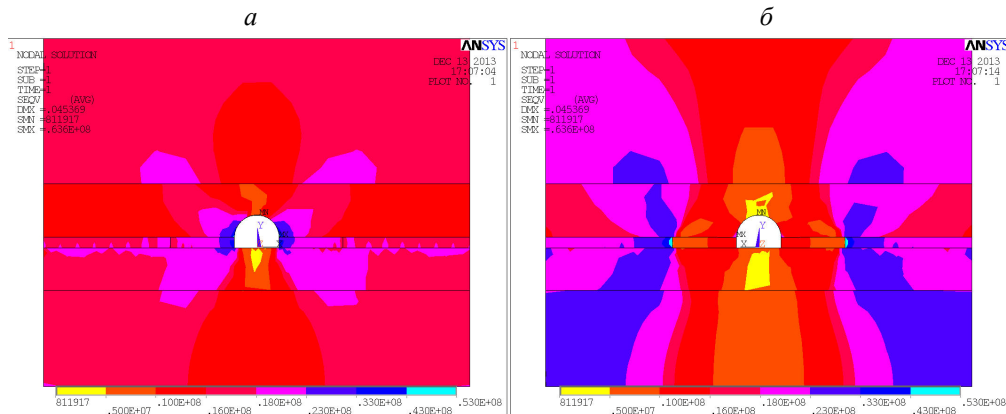 а
б
1
ANSYS
NODAL SOLUTION
DEC 13 2013
17:07:04
PLOT NO. 1
STEP=1
SUB =1
TIME=1
SEQV (AVG)
DMX =.045369
SMN =811917
SMX =.636E+08
MN
Y
MX
811917 .100E+08 .180E+08 .330E+08 .530E+08
.500E+07 .160E+08 .230E+08 .430E+08
1
ANSYS
NODAL SOLUTION
DEC 13 2013
17:07:14
PLOT NO. 1
STEP=1
SUB =1
TIME=1
SEQV (AVG)
DMX =.045369
SMN =811917
SMX =.636E+08
MN
Y
MX
X
Z
811917 .100E+08 .180E+08 .330E+08 .530E+08
.500E+07 .160E+08 .230E+08 .430E+08